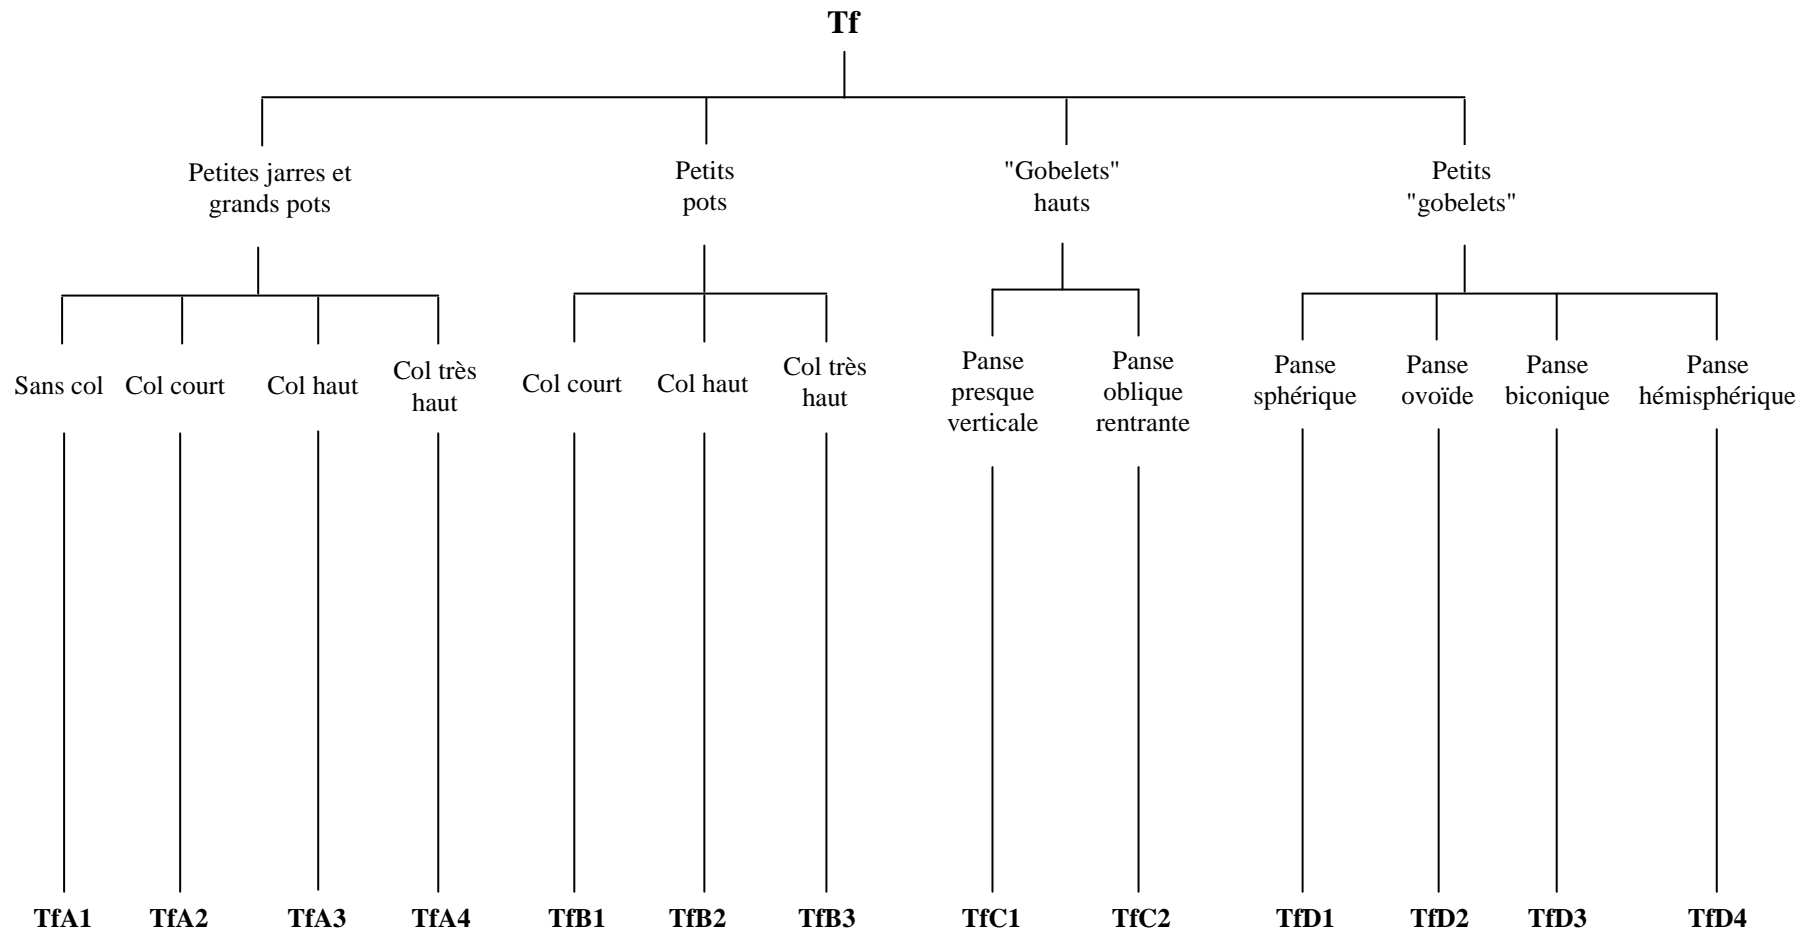 Tf
Petites jarres et
grands pots
Petits
pots
"Gobelets"
hauts
Petits
"gobelets"
Sans col
Col court
Col haut
Col très
haut
Col court
Col haut
Col très
haut
Panse
presque
verticale
Panse
oblique
rentrante
Panse
sphérique
Panse
ovoïde
Panse
biconique
Panse
hémisphérique
TfA1
TfA2
TfA3
TfA4
TfB1
TfB2
TfB3
TfC1
TfC2
TfD1
TfD2
TfD3
TfD4